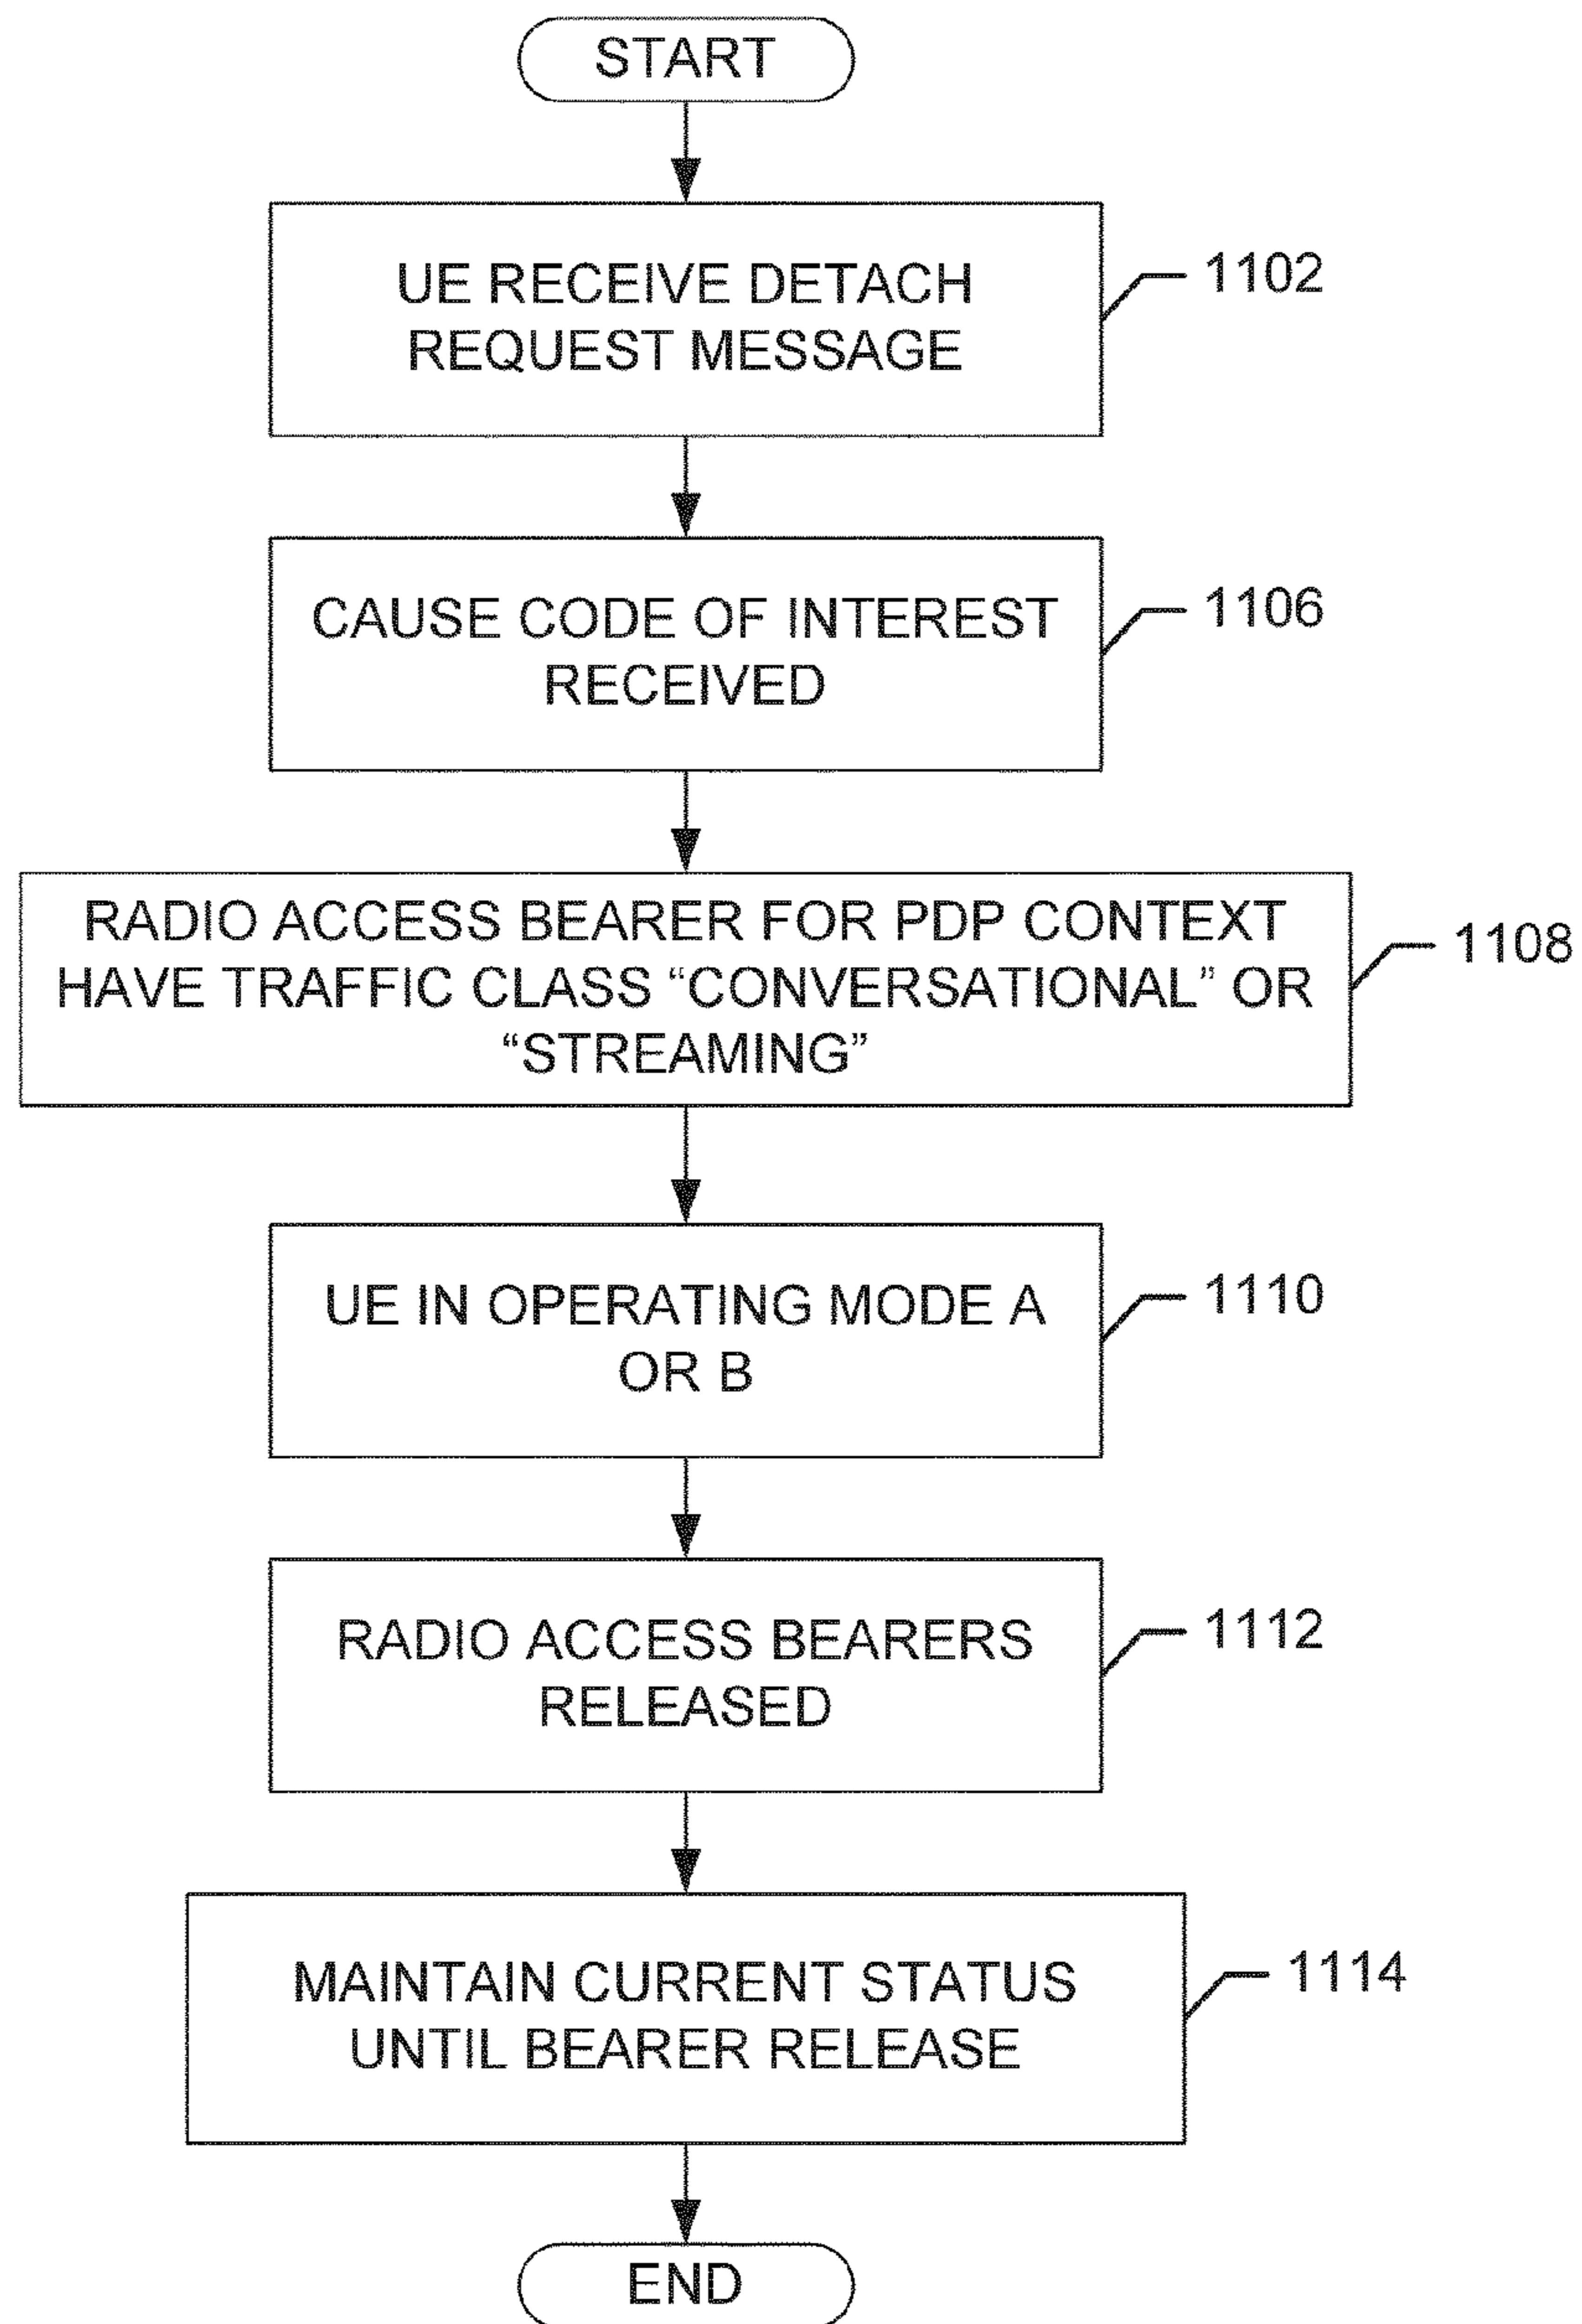 START
UE RECEIVE DETACH
REQUEST MESSAGE
1102
CAUSE CODE OF INTEREST
RECEIVED
1106
RADIO ACCESS BEARER FOR PDP CONTEXT
HAVE TRAFFIC CLASS “CONVERSATIONAL” OR
“STREAMING”
1108
UE IN OPERATING MODE A
OR B
1110
RADIO ACCESS BEARERS
RELEASED
1112
MAINTAIN CURRENT STATUS
UNTIL BEARER RELEASE
1114
END